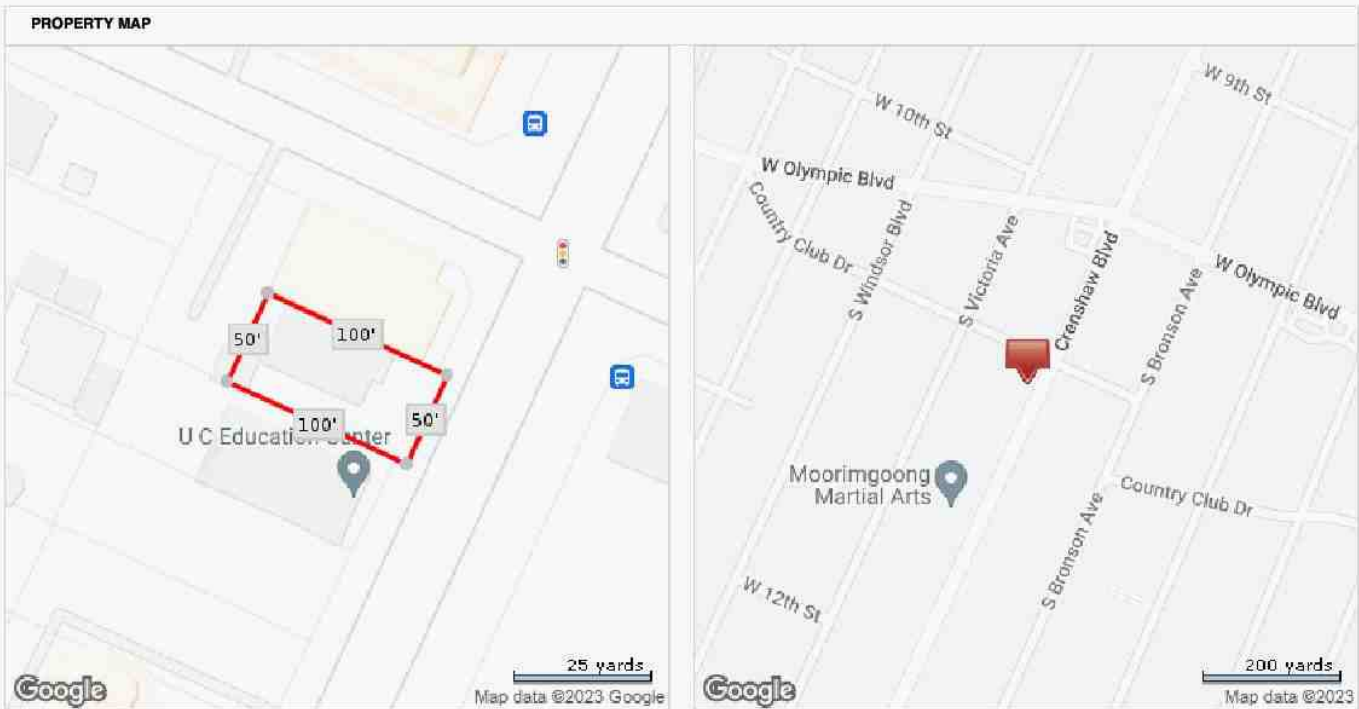 PROPERTY MAP
50'
100'
100'
50'
U C Education Center
25 yards
Google
Map data ©2023 Google
W 9th St
W 10th St
W Olympic Blvd
Country Club Dr
S Windsor Blvd
S Victoria Ave
Crenshaw Blvd
W Olympic Blvd
S Bronson Ave
Moorimgoong
Martial Arts
Country Club Dr
S Bronson Ave
W 12th St
200 yards
Google
Map data ©2023